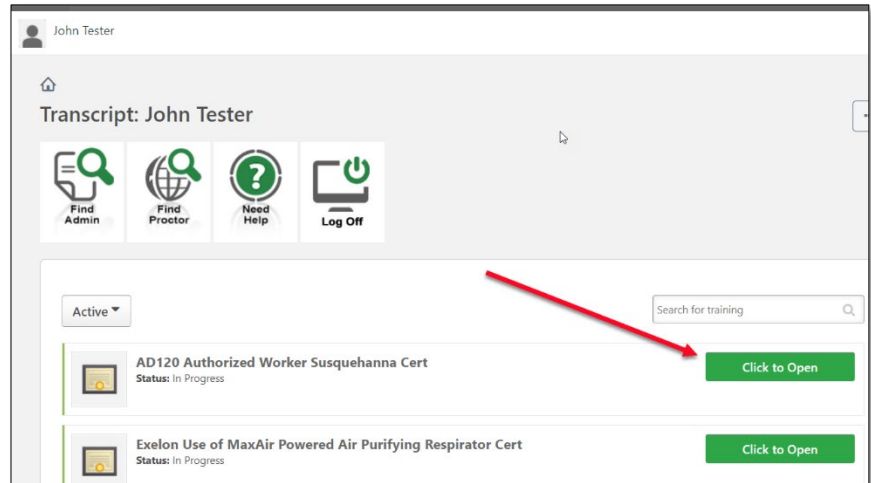 John Tester
Transcript: John Tester
Find
Admin
Find
Proctor
Need
Help
Log Off
Active
Search for training
AD120 Authorized Worker Susquehanna Cert
Status: In Progress
Click to Open
Exelon Use of MaxAir Powered Air Purifying Respirator Cert
Status: In Progress
Click to Open